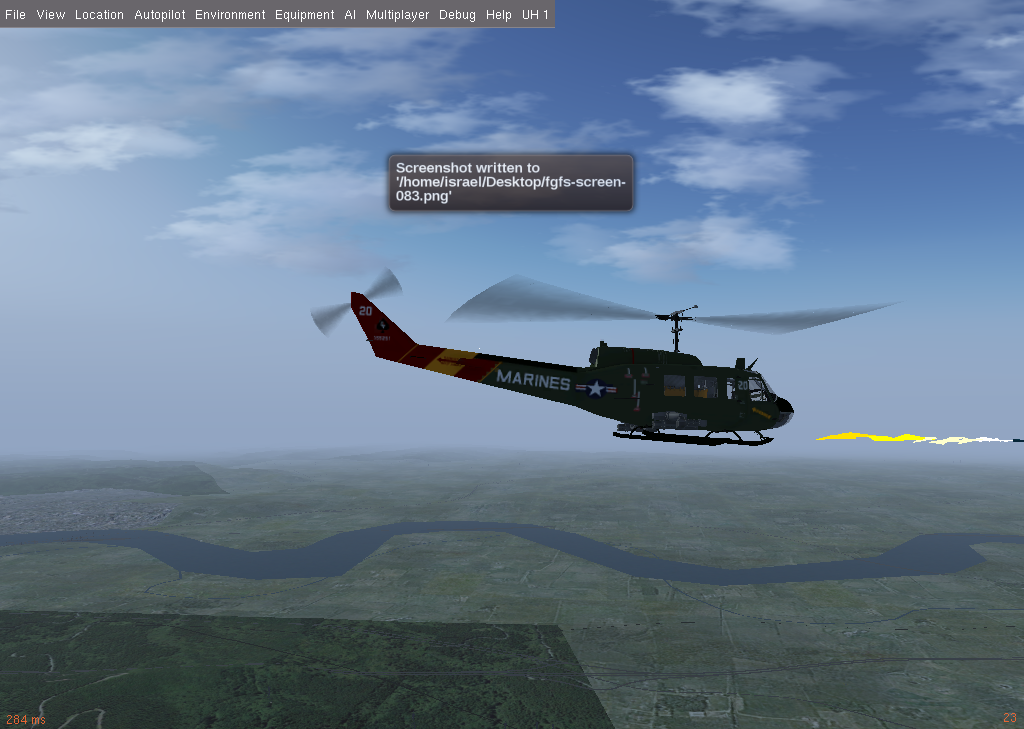 File View Location Autopilot Environment Equipment AI Multiplayer Debug Help UH 1
Screenshot written to
'/home/israel/Desktop/fgfs-screen-
083.png'
20
MARINES
20
284 ms
23